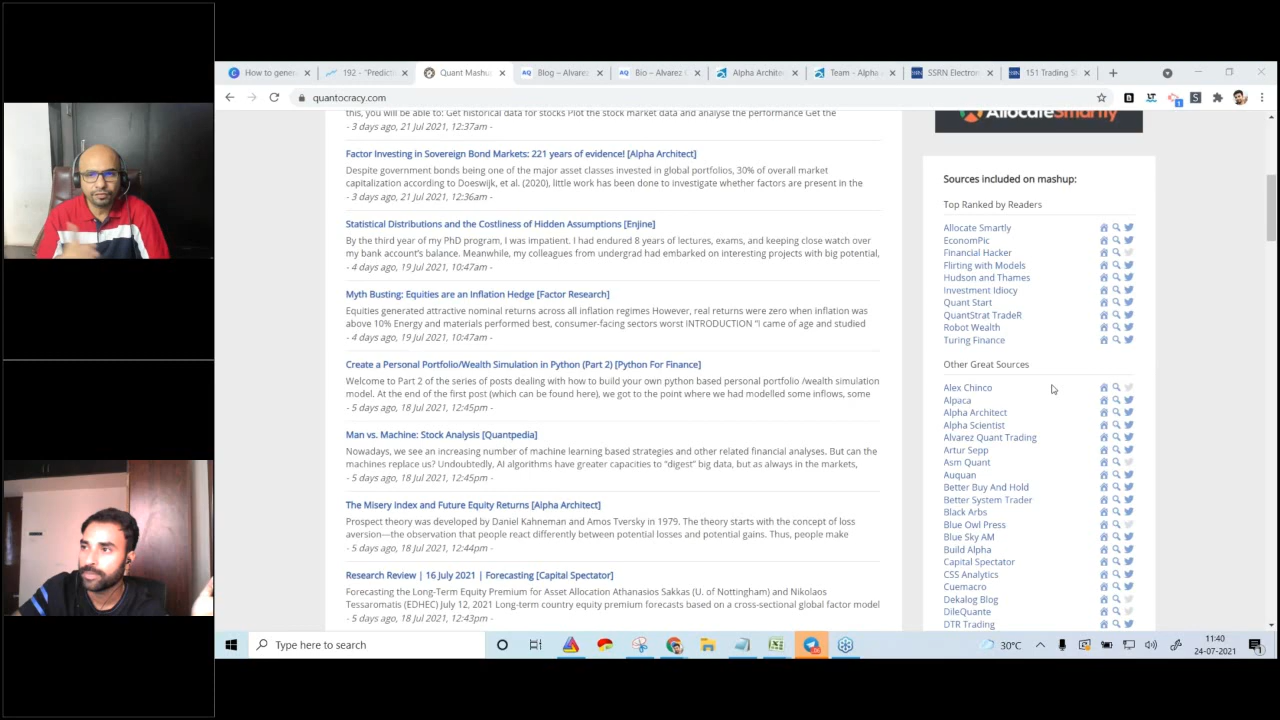 How to gene
192 - "Predicti
Quant Mashu
Blog – Alvarez
Bio – Alvarez
Alpha Archite
Team - Alpha
SSRN Electron
151 Trading S
quantocracy.com
this, you will be able to: Get historical data for stocks Plot the stock market data and analyse the performance Get the
- 3 days ago, 21 Jul 2021, 12:37am -
Factor Investing in Sovereign Bond Markets: 221 years of evidence! [Alpha Architect]
Despite government bonds being one of the major asset classes invested in global portfolios, 30% of overall market
capitalization according to Doeswijk, et al. (2020), little work has been done to investigate whether factors are present in the
- 3 days ago, 21 Jul 2021, 12:36am -
Statistical Distributions and the Costliness of Hidden Assumptions [Enjine]
By the third year of my PhD program, I was impatient. I had endured 8 years of lectures, exams, and keeping close watch over
my bank account's balance. Meanwhile, my colleagues from undergrad had embarked on interesting projects with big potential,
- 4 days ago, 19 Jul 2021, 10:47am -
Myth Busting: Equities are an Inflation Hedge [Factor Research]
Equities generated attractive nominal returns across all inflation regimes However, real returns were zero when inflation was
above 10% Energy and materials performed best, consumer-facing sectors worst INTRODUCTION "I came of age and studied
- 4 days ago, 19 Jul 2021, 10:47am -
Create a Personal Portfolio/Wealth Simulation in Python (Part 2) [Python For Finance]
Welcome to Part 2 of the series of posts dealing with how to build your own python based personal portfolio /wealth simulation
model. At the end of the first post (which can be found here), we got to the point where we had modelled some inflows, some
- 5 days ago, 18 Jul 2021, 12:45pm -
Man vs. Machine: Stock Analysis [Quantpedia]
Nowadays, we see an increasing number of machine learning based strategies and other related financial analyses. But can the
machines replace us? Undoubtedly, AI algorithms have greater capacities to "digest" big data, but as always in the markets,
- 5 days ago, 18 Jul 2021, 12:45pm -
The Misery Index and Future Equity Returns [Alpha Architect]
Prospect theory was developed by Daniel Kahneman and Amos Tversky in 1979. The theory starts with the concept of loss
aversion—the observation that people react differently between potential losses and potential gains. Thus, people make
- 5 days ago, 18 Jul 2021, 12:44pm -
Research Review | 16 July 2021 | Forecasting [Capital Spectator]
Forecasting the Long-Term Equity Premium for Asset Allocation Athanasios Sakkas (U. of Nottingham) and Nikolaos
Tessaromatis (EDHEC) July 12, 2021 Long-term country equity premium forecasts based on a cross-sectional global factor model
- 5 days ago, 18 Jul 2021, 12:43pm -
AllocateSmartly
Sources included on mashup:
Top Ranked by Readers
Allocate Smartly
EconomPic
Financial Hacker
Flirting with Models
Hudson and Thames
Investment Idiocy
Quant Start
QuantStrat TradeR
Robot Wealth
Turing Finance
Other Great Sources
Alex Chinco
Alpaca
Alpha Architect
Alpha Scientist
Alvarez Quant Trading
Artur Sepp
Asm Quant
Auquan
Better Buy And Hold
Better System Trader
Black Arbs
Blue Owl Press
Blue Sky AM
Build Alpha
Capital Spectator
CSS Analytics
Cuemacro
Dekalog Blog
DileQuante
DTR Trading
Type here to search
30°C
11:40
24-07-2021